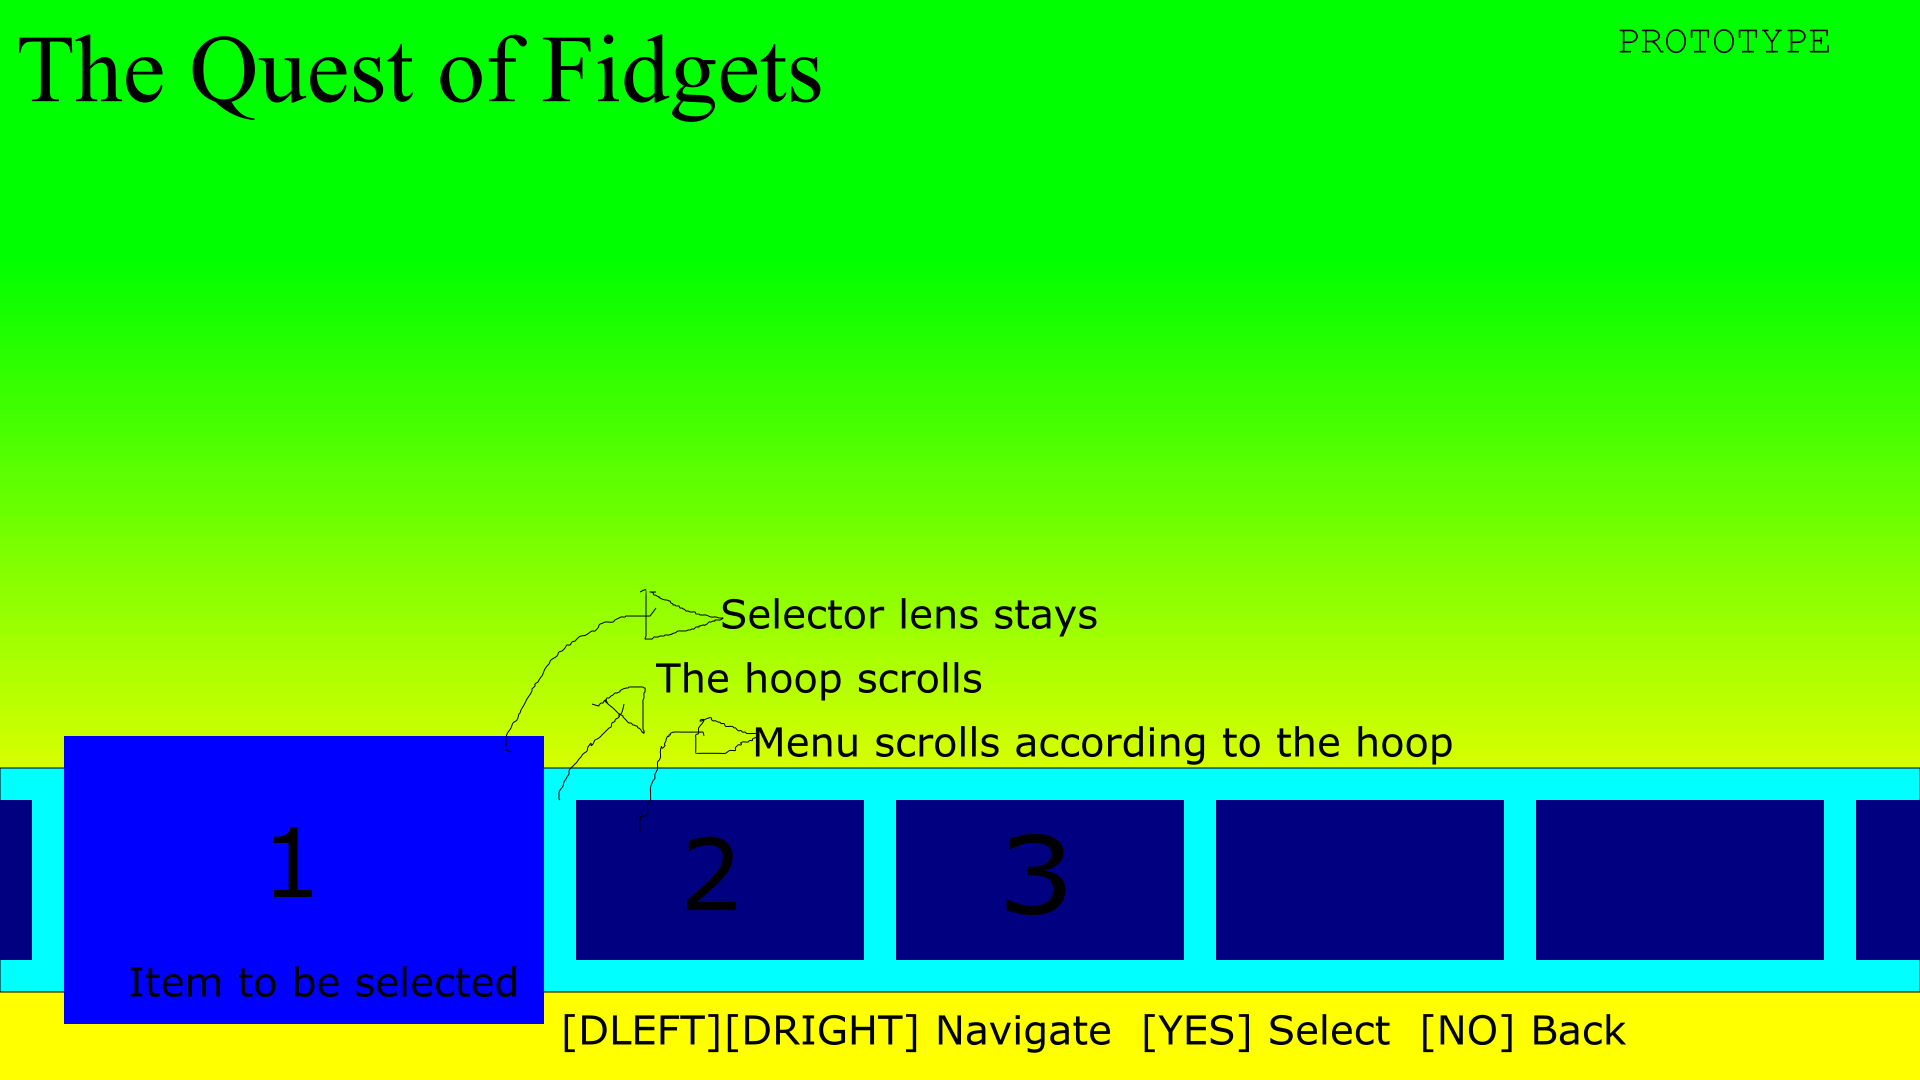 The Quest of Fidgets
PROTOTYPE
Selector lens stays
The hoop scrolls
Menu scrolls according to the hoop
1
2
3
Item to be selected
[DLEFT][DRIGHT] Navigate [YES] Select [NO] Back